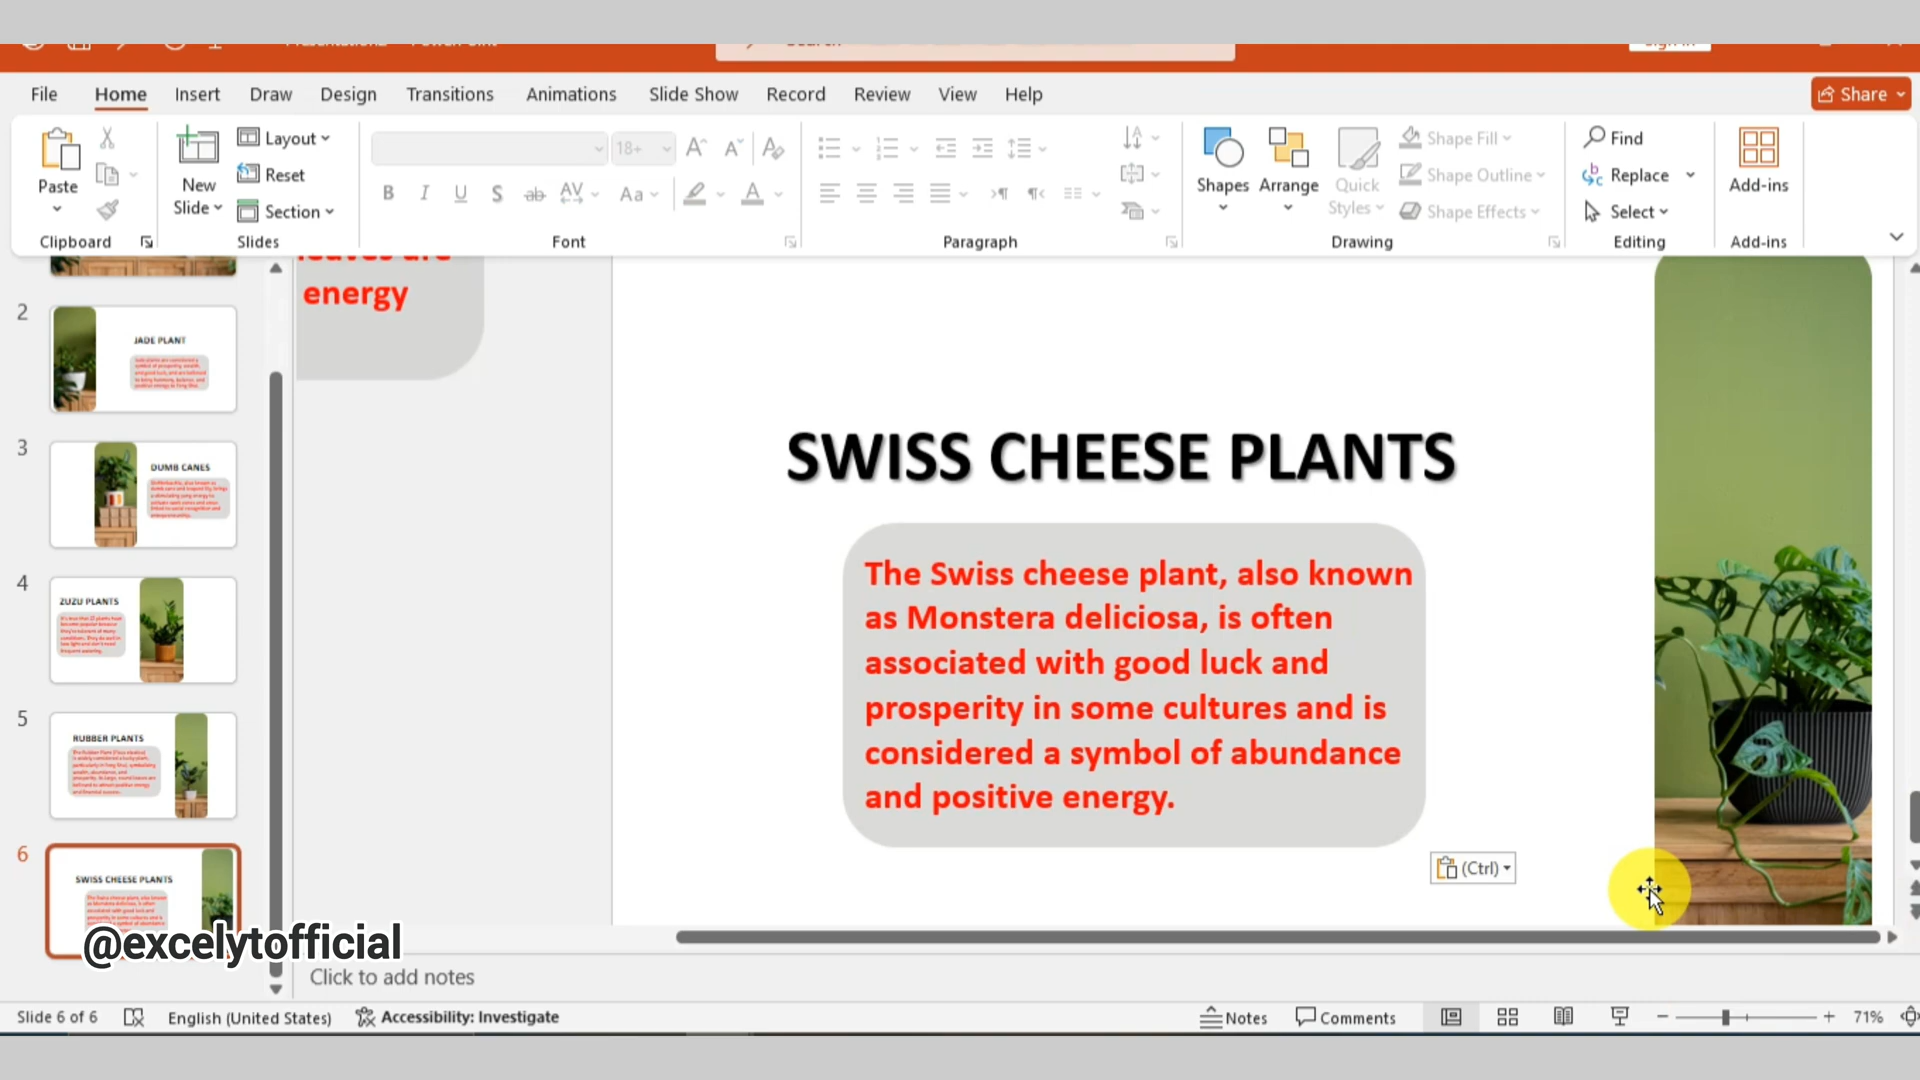 File Home Insert Draw Design Transitions Animations Slide Show Record Review View Help Share
Paste
Clipboard
New
Slide
Layout
Reset
Section
Slides
18+
Font
Paragraph
Shapes
Arrange
Quick
Styles
Shape Fill
Shape Outline
Shape Effects
Drawing
Find
Replace
Select
Editing
Add-ins
Add-ins
energy
2
JADE PLANT
3
DUMB CANES
4
ZUZU PLANTS
5
RUBBER PLANTS
6
SWISS CHEESE PLANTS
SWISS CHEESE PLANTS
The Swiss cheese plant, also known
as Monstera deliciosa, is often
associated with good luck and
prosperity in some cultures and is
considered a symbol of abundance
and positive energy.
(Ctrl)
@excelytofficial
Click to add notes
Slide 6 of 6 English (United States) Accessibility: Investigate Notes Comments 71%